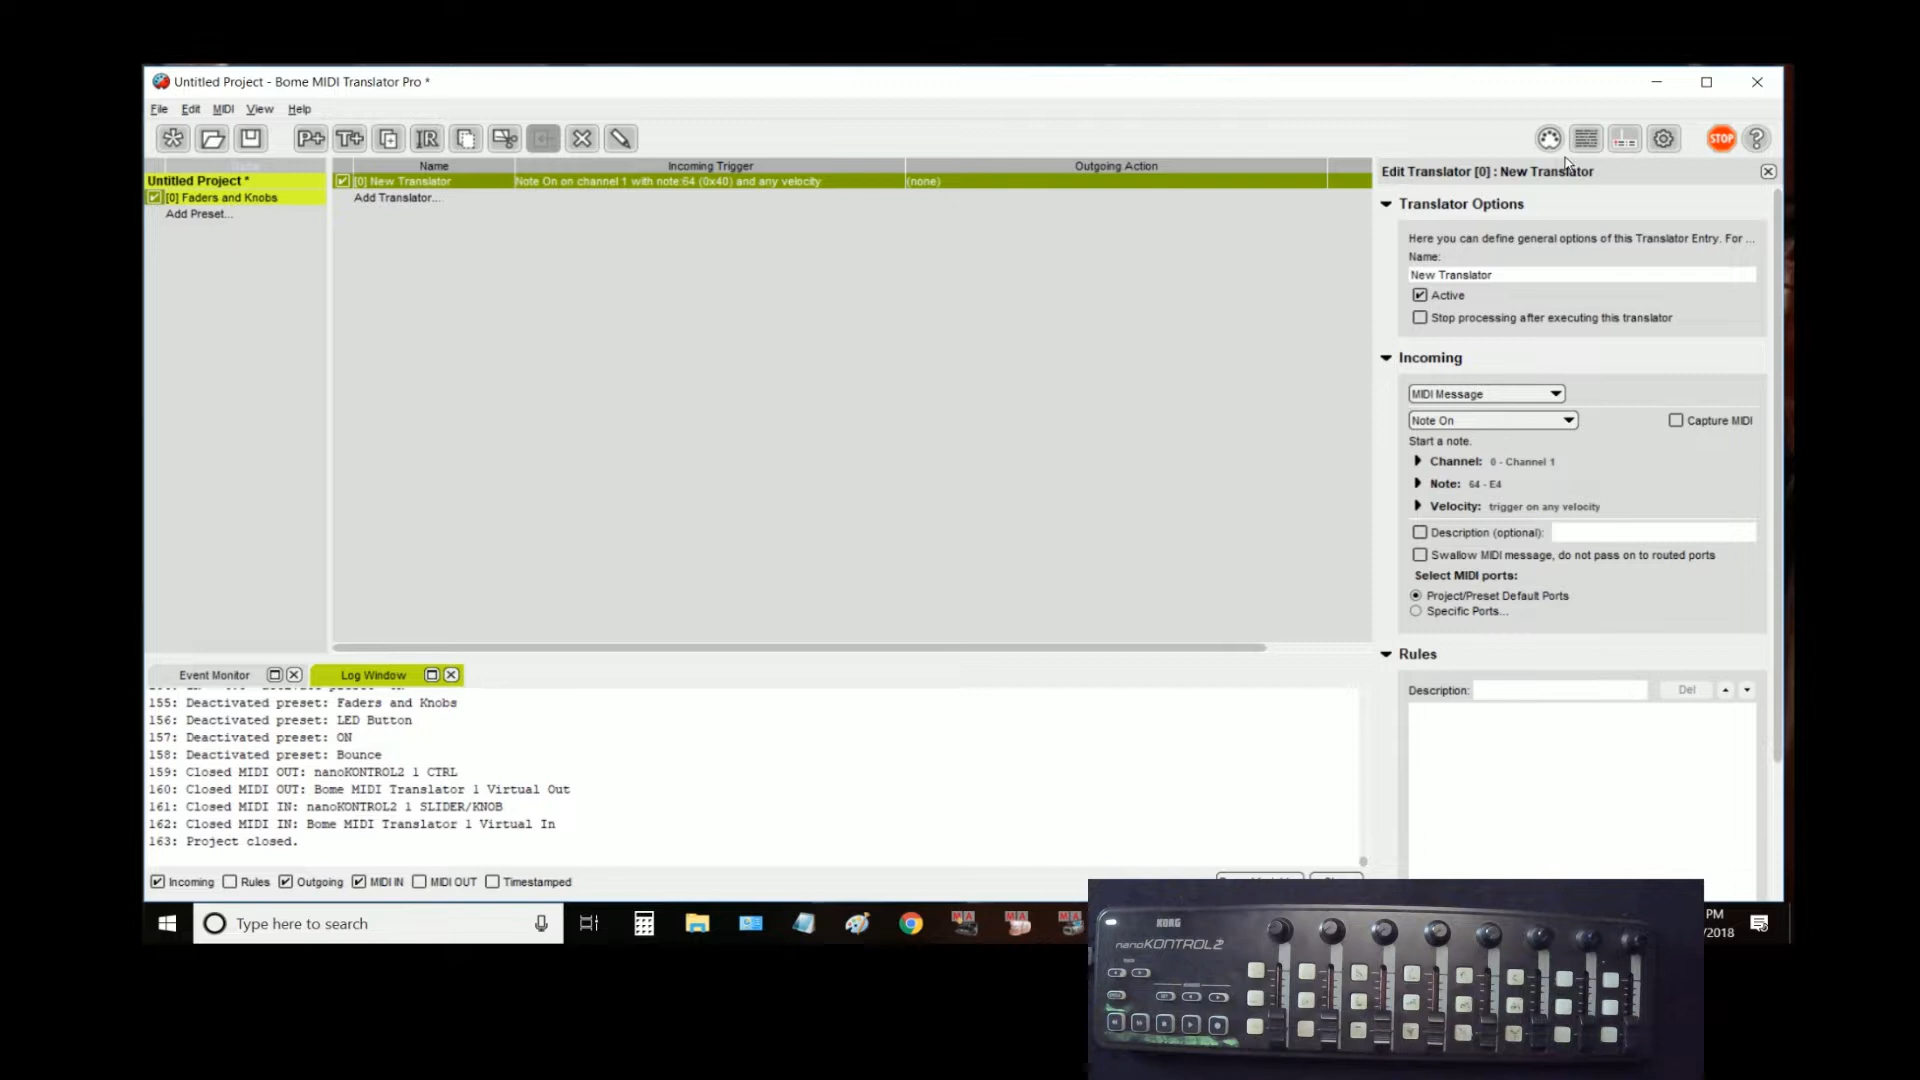 Untitled Project - Bome MIDI Translator Pro *
File Edit MIDI View Help
P+ T+ IR STOP ?
Name Incoming Trigger Outgoing Action
Untitled Project *
[0] Faders and Knobs
Add Preset...
[0] New Translator Note On on channel 1 with note:64 (0x40) and any velocity (none)
Add Translator...
Edit Translator [0] : New Translator
Translator Options
Here you can define general options of this Translator Entry. For ...
Name:
New Translator
Active
Stop processing after executing this translator
Incoming
MIDI Message
Note On Capture MIDI
Start a note.
Channel: 0 - Channel 1
Note: 64 - E4
Velocity: trigger on any velocity
Description (optional):
Swallow MIDI message, do not pass on to routed ports
Select MIDI ports:
Project/Preset Default Ports
Specific Ports...
Rules
Description: Del
Event Monitor Log Window
155: Deactivated preset: Faders and Knobs
156: Deactivated preset: LED Button
157: Deactivated preset: ON
158: Deactivated preset: Bounce
159: Closed MIDI OUT: nanoKONTROL2 1 CTRL
160: Closed MIDI OUT: Bome MIDI Translator 1 Virtual Out
161: Closed MIDI IN: nanoKONTROL2 1 SLIDER/KNOB
162: Closed MIDI IN: Bome MIDI Translator 1 Virtual In
163: Project closed.
Incoming Rules Outgoing MIDI IN MIDI OUT Timestamped
Type here to search
MA MA MA
PM
/2018
KORG
nanoKONTROL2